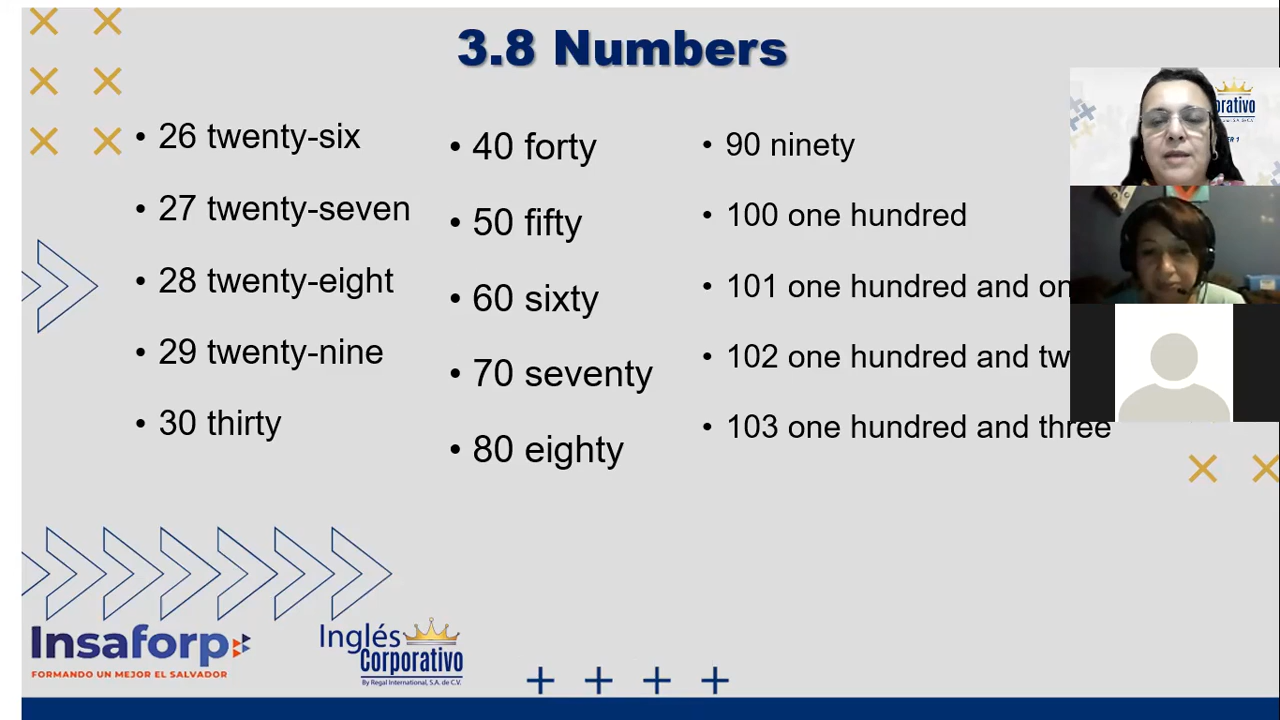 3.8 Numbers
• 26 twenty-six
• 27 twenty-seven
• 28 twenty-eight
• 29 twenty-nine
• 30 thirty
• 40 forty
• 50 fifty
• 60 sixty
• 70 seventy
• 80 eighty
• 90 ninety
• 100 one hundred
• 101 one hundred and on
• 102 one hundred and tw
• 103 one hundred and three
orativo
Insaforp
FORMANDO UN MEJOR EL SALVADOR
Inglés
Corporativo
By Regal International, S.A. de C.V.